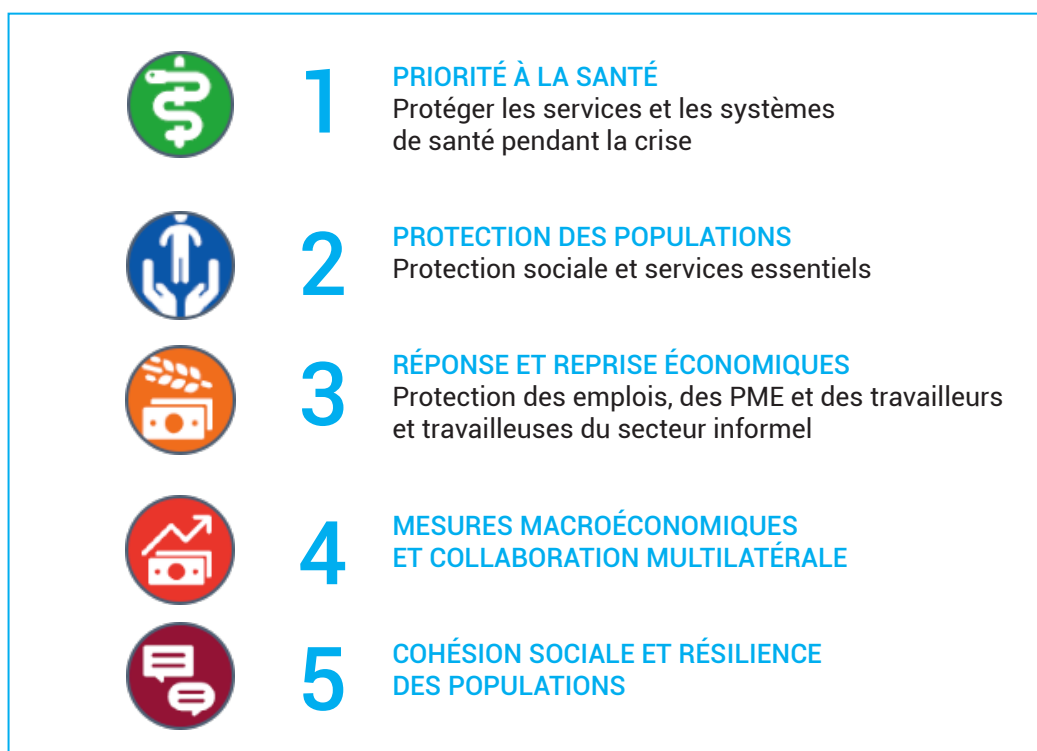 1
PRIORITÉ À LA SANTÉ
Protéger les services et les systèmes
de santé pendant la crise
2
PROTECTION DES POPULATIONS
Protection sociale et services essentiels
3
RÉPONSE ET REPRISE ÉCONOMIQUES
Protection des emplois, des PME et des travailleurs
et travailleuses du secteur informel
4
MESURES MACROÉCONOMIQUES
ET COLLABORATION MULTILATÉRALE
5
COHÉSION SOCIALE ET RÉSILIENCE
DES POPULATIONS